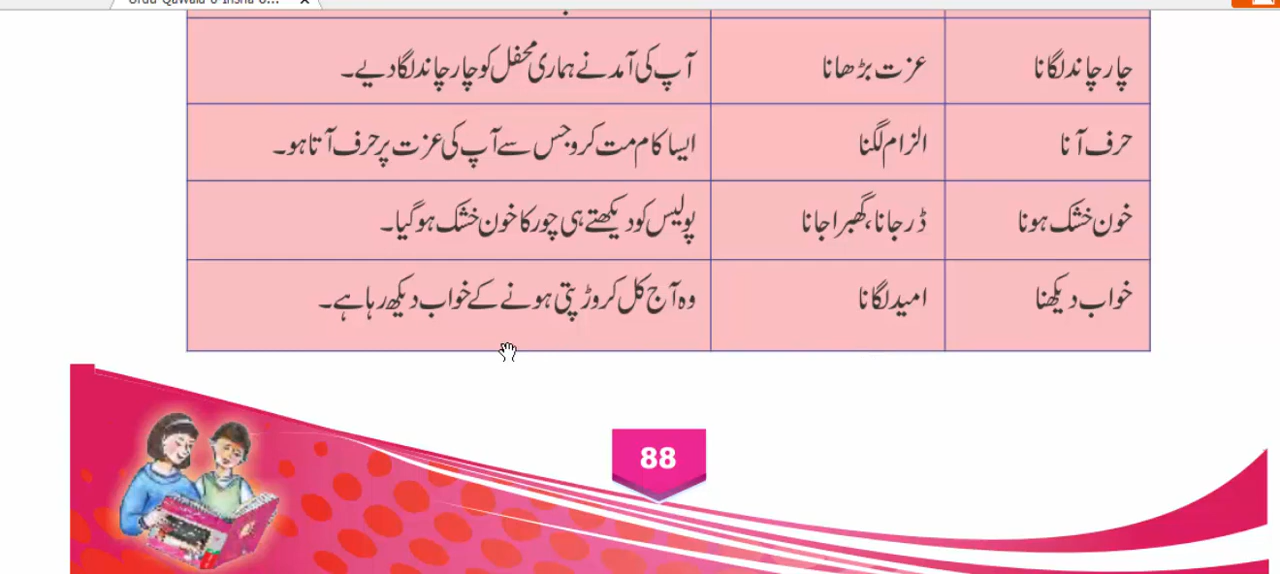 Urdu Qawaid-o-Insha-6...
چار چاند لگانا	عزت بڑھانا	آپ کی آمد نے ہماری محفل کو چار چاند لگا دیے۔
حرف آنا	الزام لگنا	ایسا کام مت کرو جس سے آپ کی عزت پر حرف آتا ہو۔
خون خشک ہونا	ڈر جانا، گھبرا جانا	پولیس کو دیکھتے ہی چور کا خون خشک ہو گیا۔
خواب دیکھنا	امید لگانا	وہ آج کل کروڑ پتی ہونے کے خواب دیکھ رہا ہے۔
88